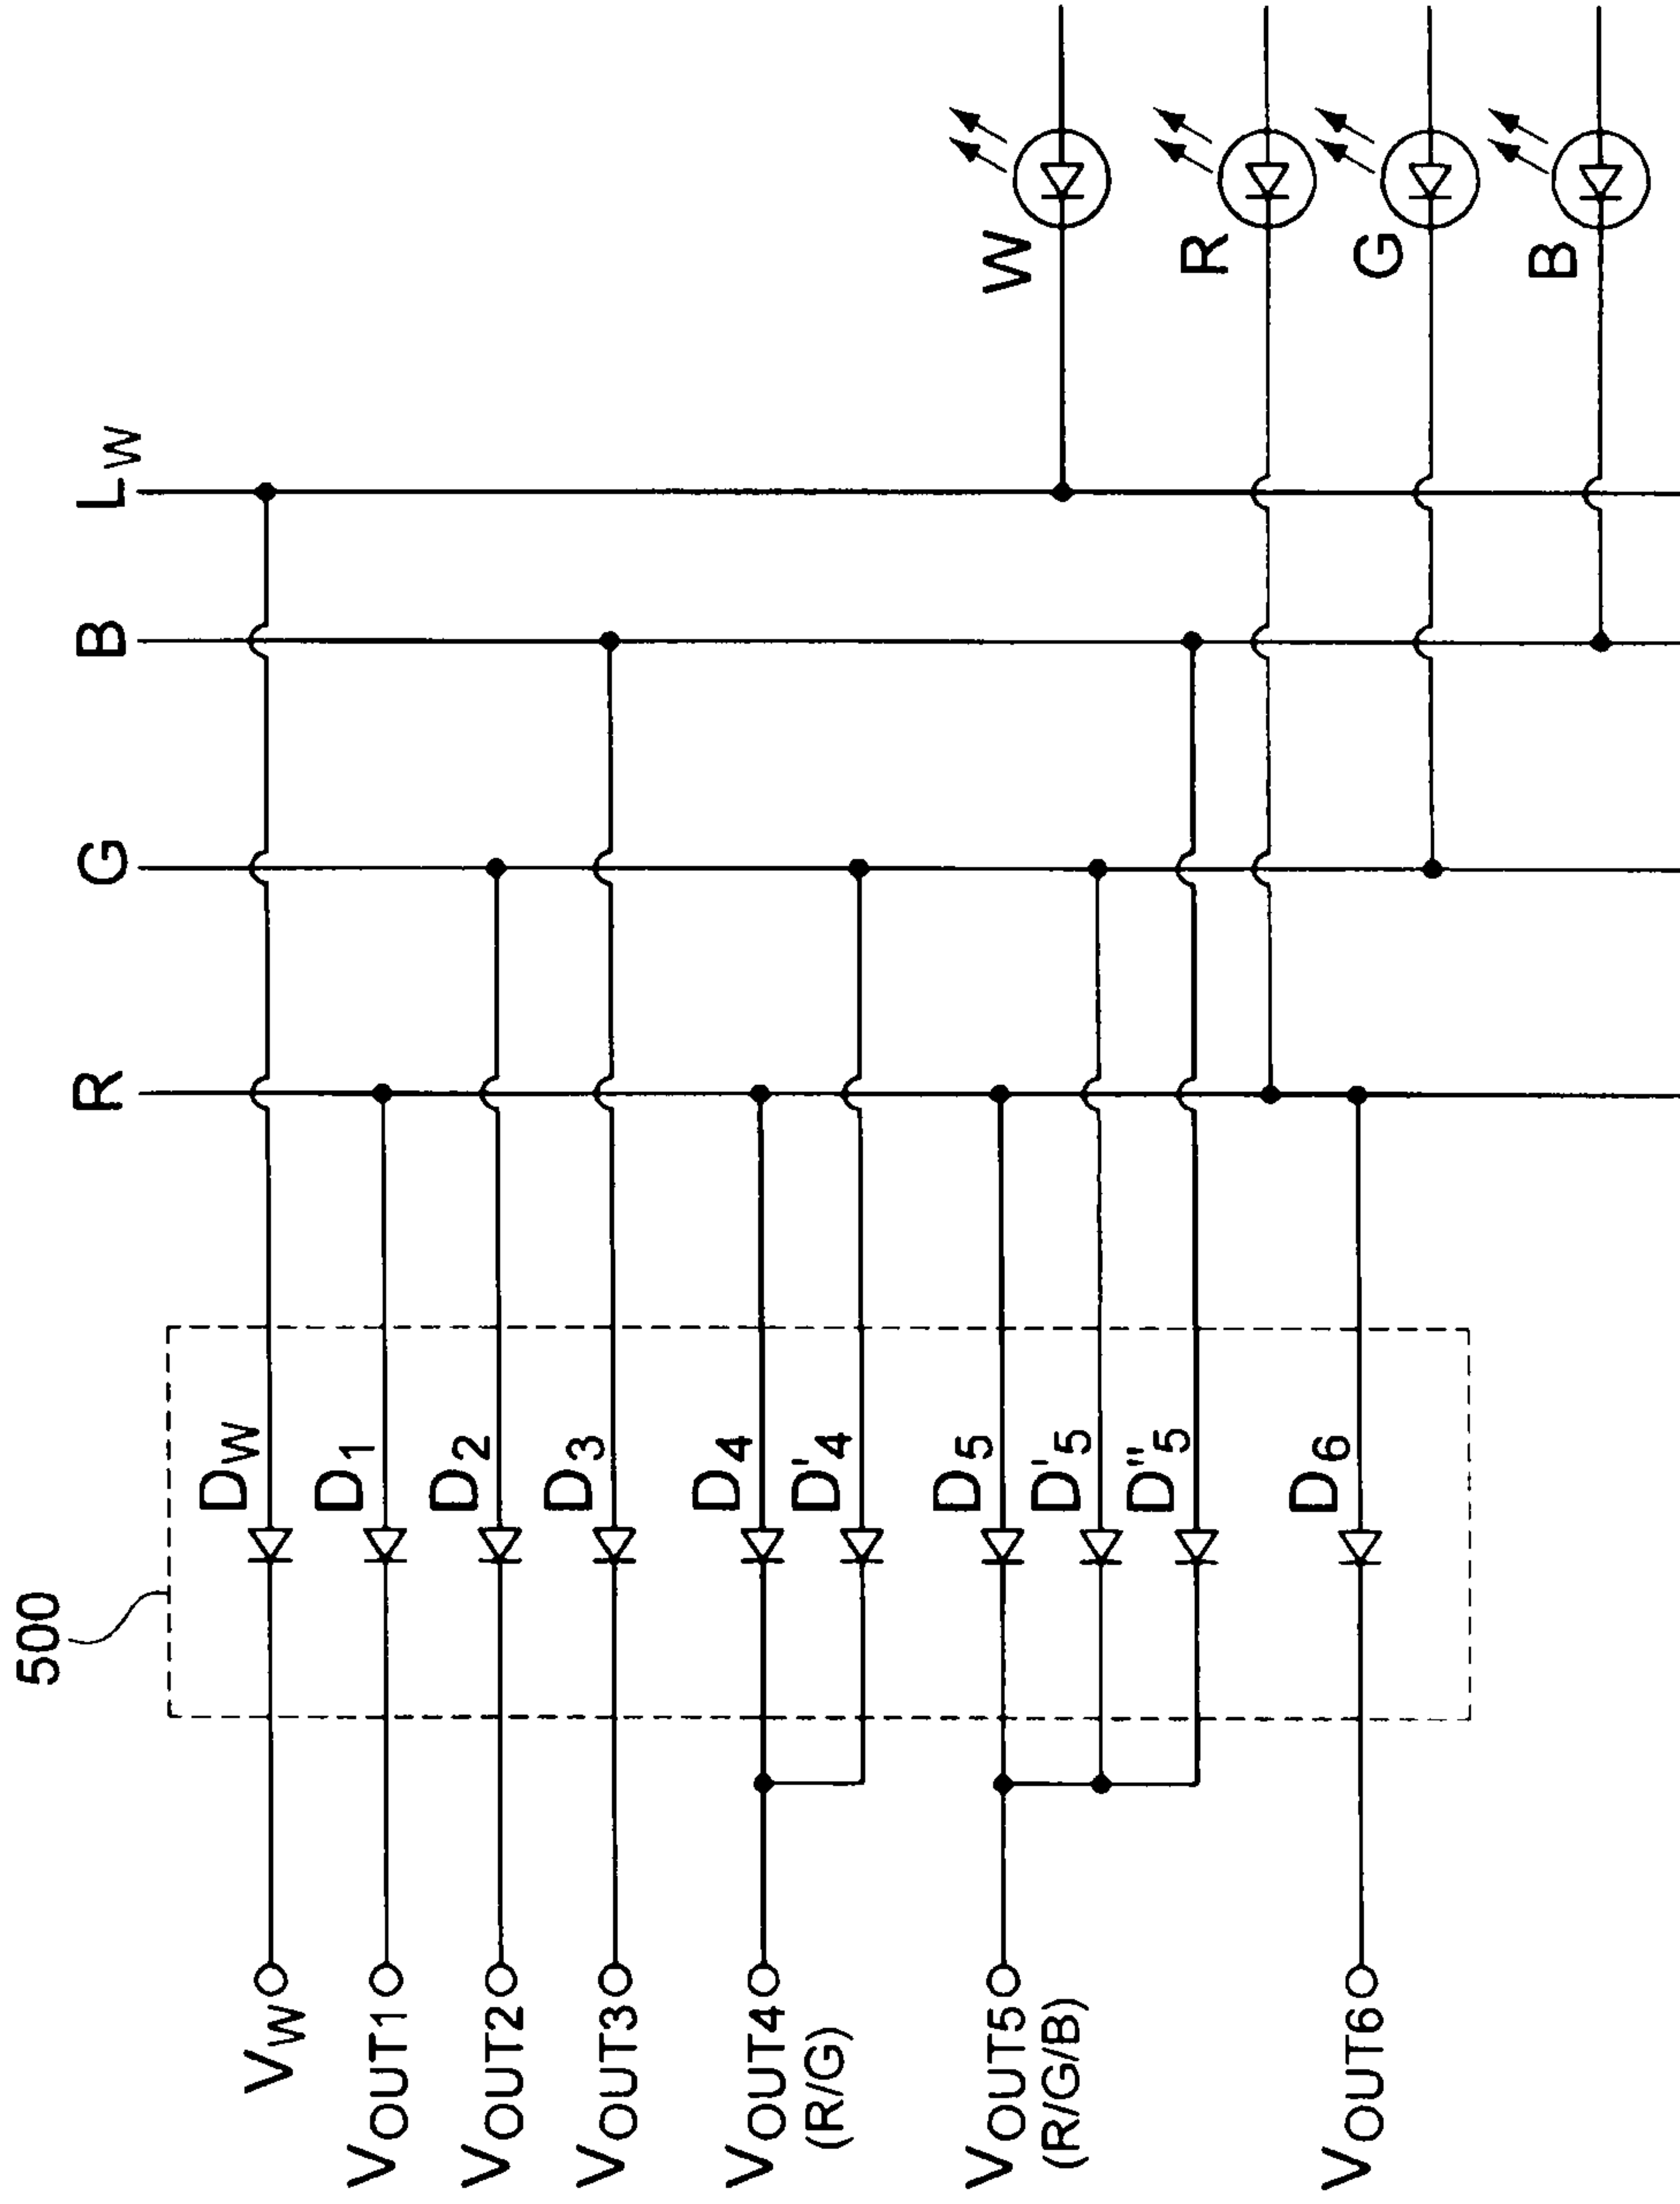 500
V_W
D_W
L_W
V_OUT1
D_1
R
V_OUT2
D_2
G
V_OUT3
D_3
B
V_OUT4
(R/G)
D_4
D'_4
V_OUT5
(R/G/B)
D_5
D'_5
D''_5
V_OUT6
D_6
W
R
G
B